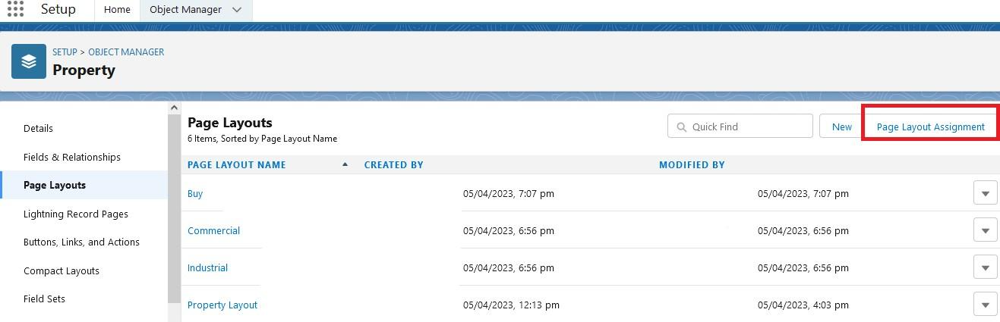 Setup Home Object Manager
SETUP > OBJECT MANAGER
Property
Details
Fields & Relationships
Page Layouts
Lightning Record Pages
Buttons, Links, and Actions
Compact Layouts
Field Sets
Page Layouts
6 Items, Sorted by Page Layout Name
Quick Find
New
Page Layout Assignment
PAGE LAYOUT NAME CREATED BY MODIFIED BY
Buy 05/04/2023, 7:07 pm 05/04/2023, 7:07 pm
Commercial 05/04/2023, 6:56 pm 05/04/2023, 6:56 pm
Industrial 05/04/2023, 6:56 pm 05/04/2023, 6:56 pm
Property Layout 05/04/2023, 12:13 pm 05/04/2023, 4:03 pm